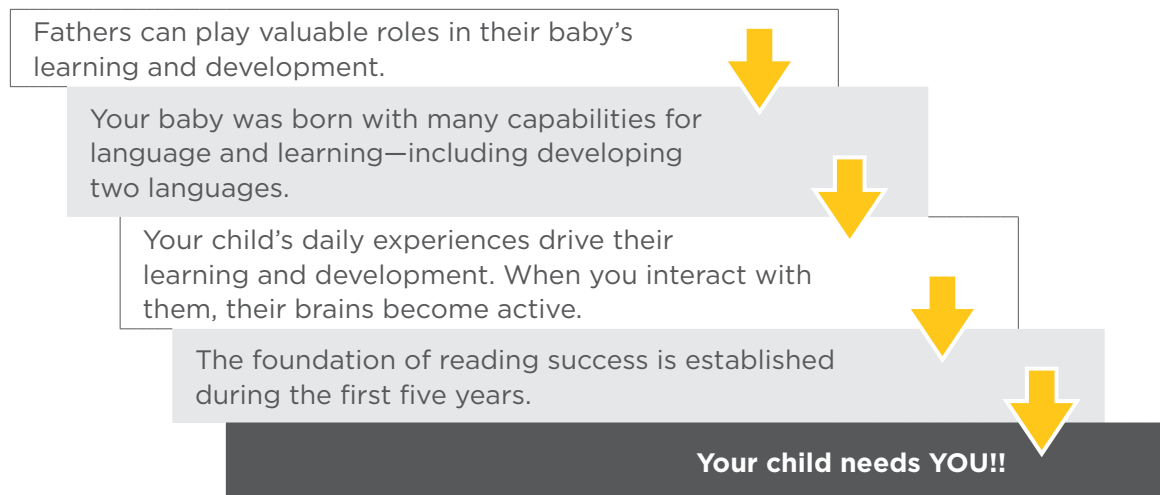 Fathers can play valuable roles in their baby’s
learning and development.
Your baby was born with many capabilities for
language and learning—including developing
two languages.
Your child’s daily experiences drive their
learning and development. When you interact with
them, their brains become active.
The foundation of reading success is established
during the first five years.
Your child needs YOU!!